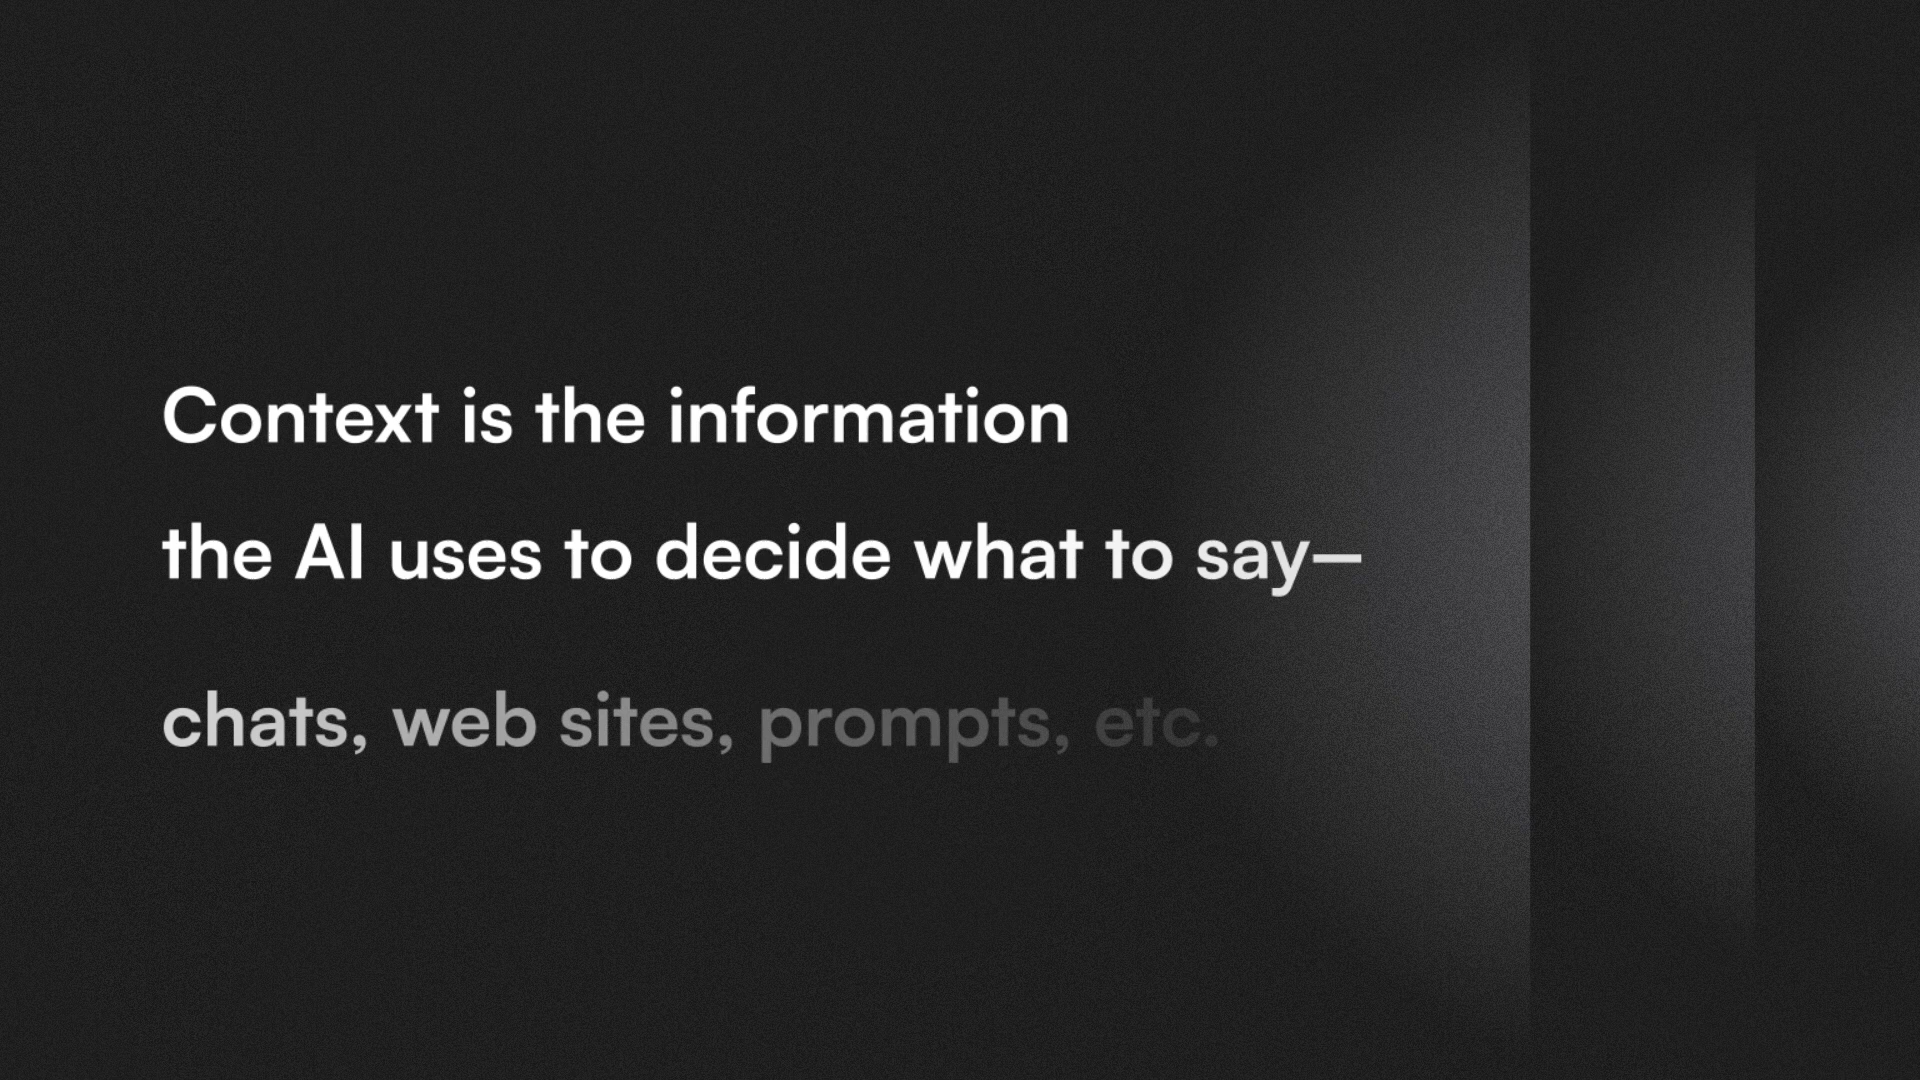 Context is the information
the AI uses to decide what to say—
chats, web sites, prompts, etc.